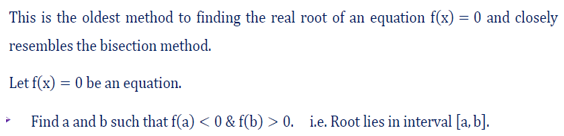 This is the oldest method to finding the real root of an equation f(x) = 0 and closely
resembles the bisection method.
Let f(x) = 0 be an equation.
‣ Find a and b such that f(a) < 0 & f(b) > 0. i.e. Root lies in interval [a, b].